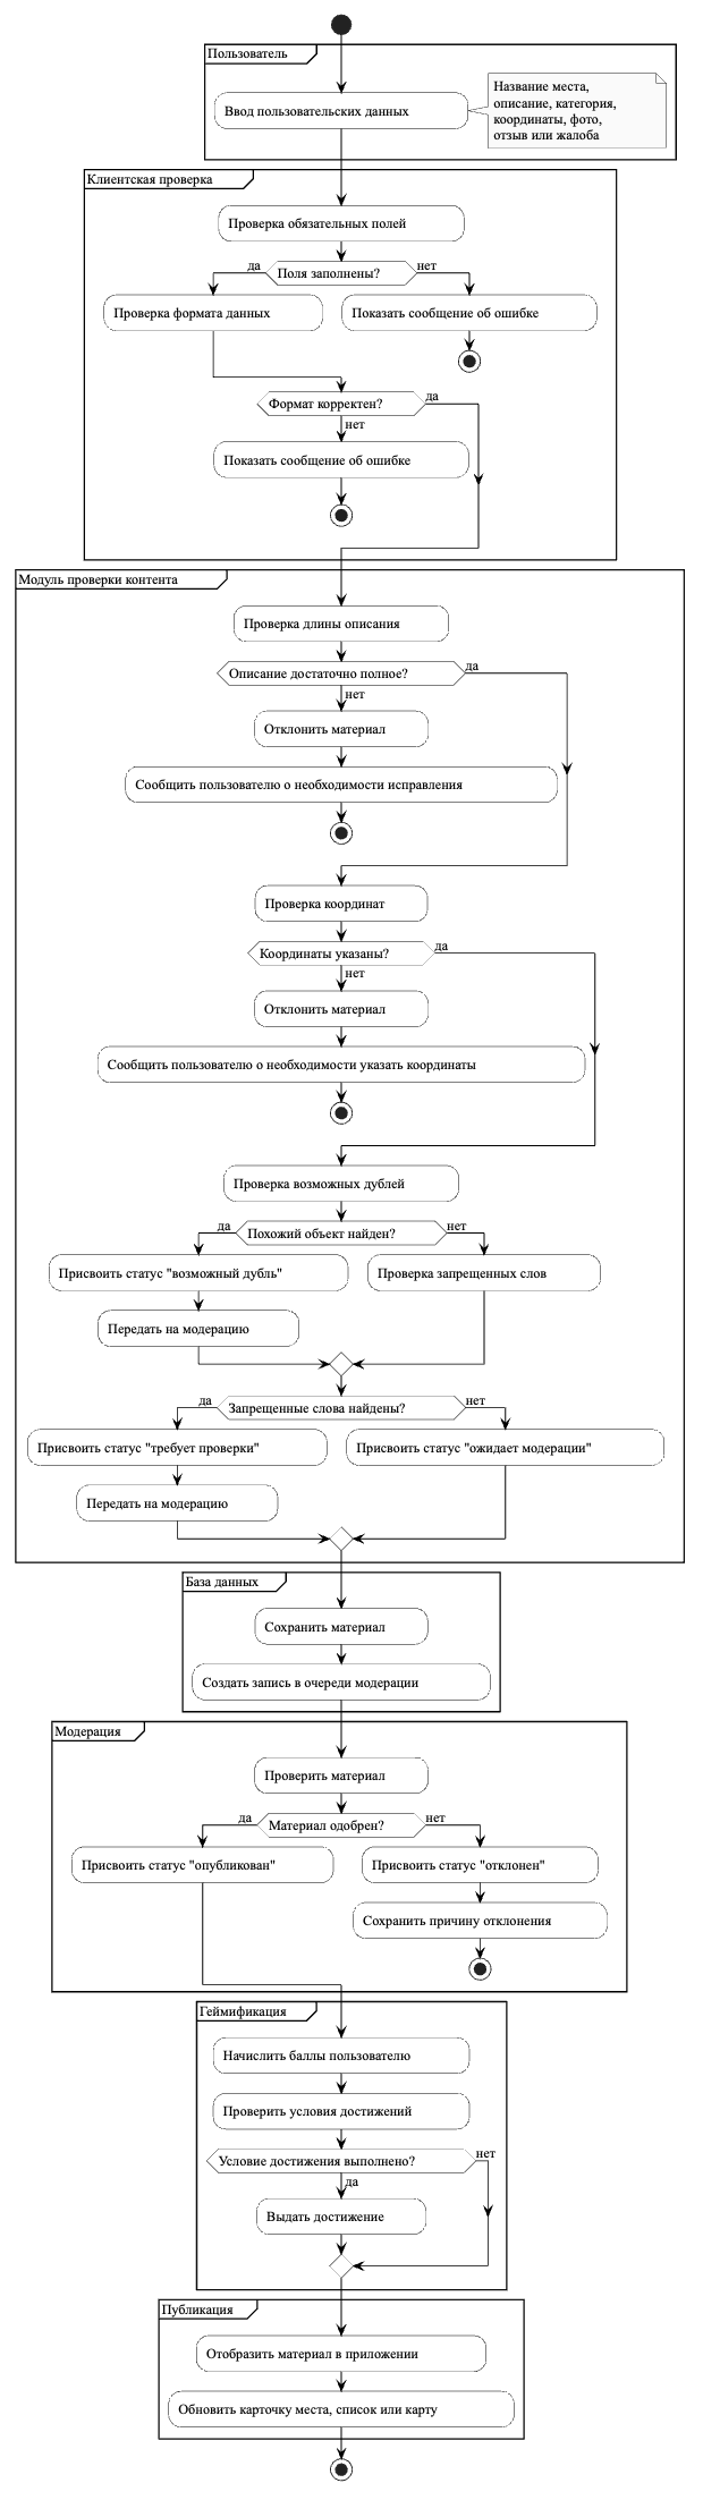 Пользователь
Ввод пользовательских данных
Название места,
описание, категория,
координаты, фото,
отзыв или жалоба
Клиентская проверка
Проверка обязательных полей
Поля заполнены?
да
нет
Проверка формата данных
Показать сообщение об ошибке
Формат корректен?
да
нет
Показать сообщение об ошибке
Модуль проверки контента
Проверка длины описания
Описание достаточно полное?
да
нет
Отклонить материал
Сообщить пользователю о необходимости исправления
Проверка координат
Координаты указаны?
да
нет
Отклонить материал
Сообщить пользователю о необходимости указать координаты
Проверка возможных дублей
да
Похожий объект найден?
нет
Присвоить статус "возможный дубль"
Проверка запрещенных слов
Передать на модерацию
да
Запрещенные слова найдены?
нет
Присвоить статус "требует проверки"
Присвоить статус "ожидает модерации"
Передать на модерацию
База данных
Сохранить материал
Создать запись в очереди модерации
Модерация
Проверить материал
да
Материал одобрен?
нет
Присвоить статус "опубликован"
Присвоить статус "отклонен"
Сохранить причину отклонения
Геймификация
Начислить баллы пользователю
Проверить условия достижений
Условие достижения выполнено?
нет
да
Выдать достижение
Публикация
Отобразить материал в приложении
Обновить карточку места, список или карту